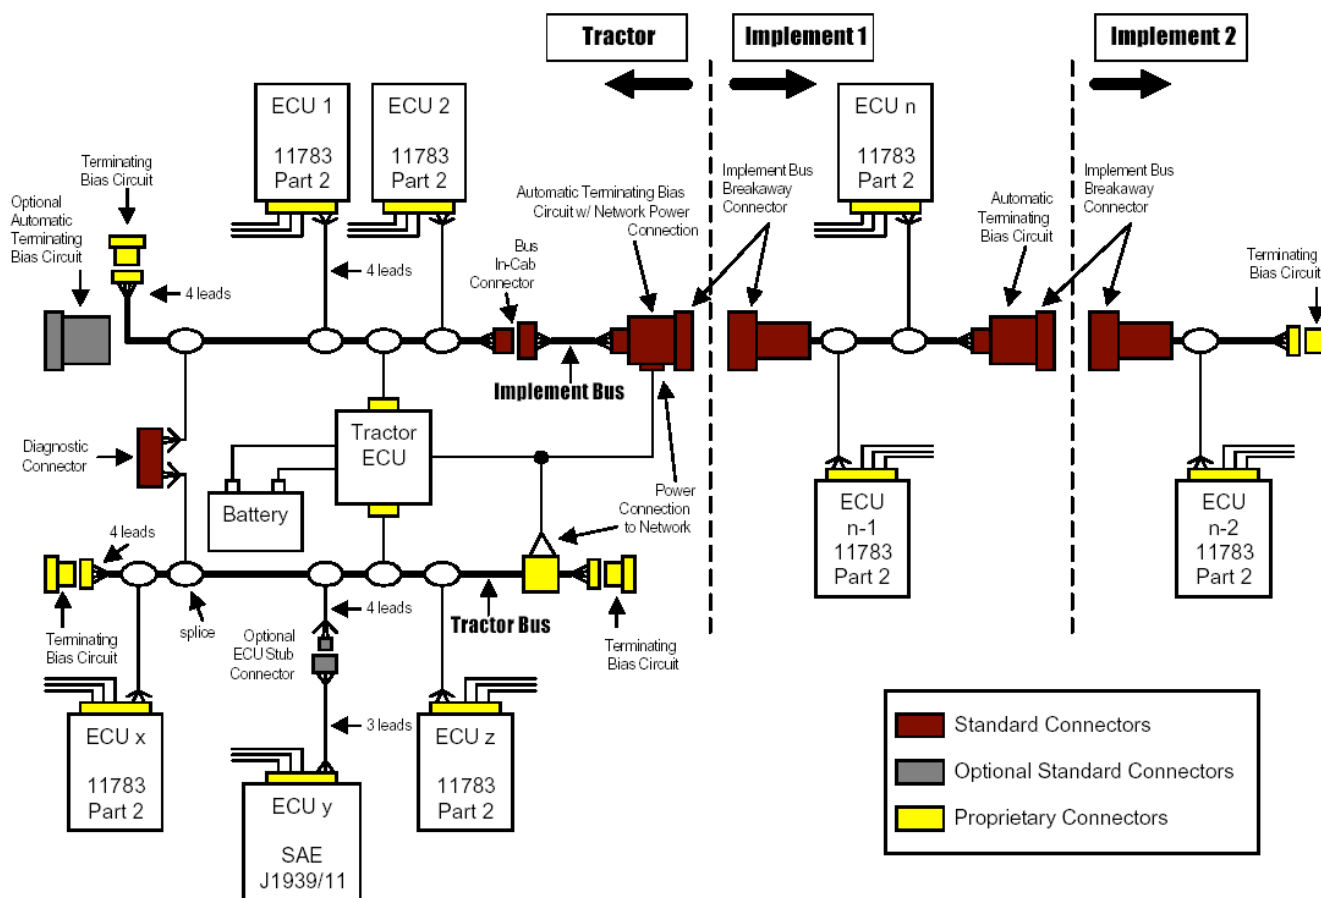 Tractor
Implement 1
Implement 2
ECU 1
11783
Part 2
ECU 2
11783
Part 2
ECU n
11783
Part 2
Terminating
Bias Circuit
Optional
Automatic
Terminating
Bias Circuit
4 leads
4 leads
Bus
In-Cab
Connector
Automatic Terminating Bias
Circuit w/ Network Power
Connection
Implement Bus
Breakaway
Connector
Automatic
Terminating
Bias Circuit
Implement Bus
Breakaway
Connector
Terminating
Bias Circuit
Implement Bus
Diagnostic
Connector
Tractor
ECU
Battery
Power
Connection
to Network
ECU
n-1
11783
Part 2
ECU
n-2
11783
Part 2
4 leads
Terminating
Bias Circuit
splice
4 leads
Optional
ECU Stub
Connector
Tractor Bus
Terminating
Bias Circuit
3 leads
ECU x
11783
Part 2
ECU y
SAE
J1939/11
ECU z
11783
Part 2
Standard Connectors
Optional Standard Connectors
Proprietary Connectors